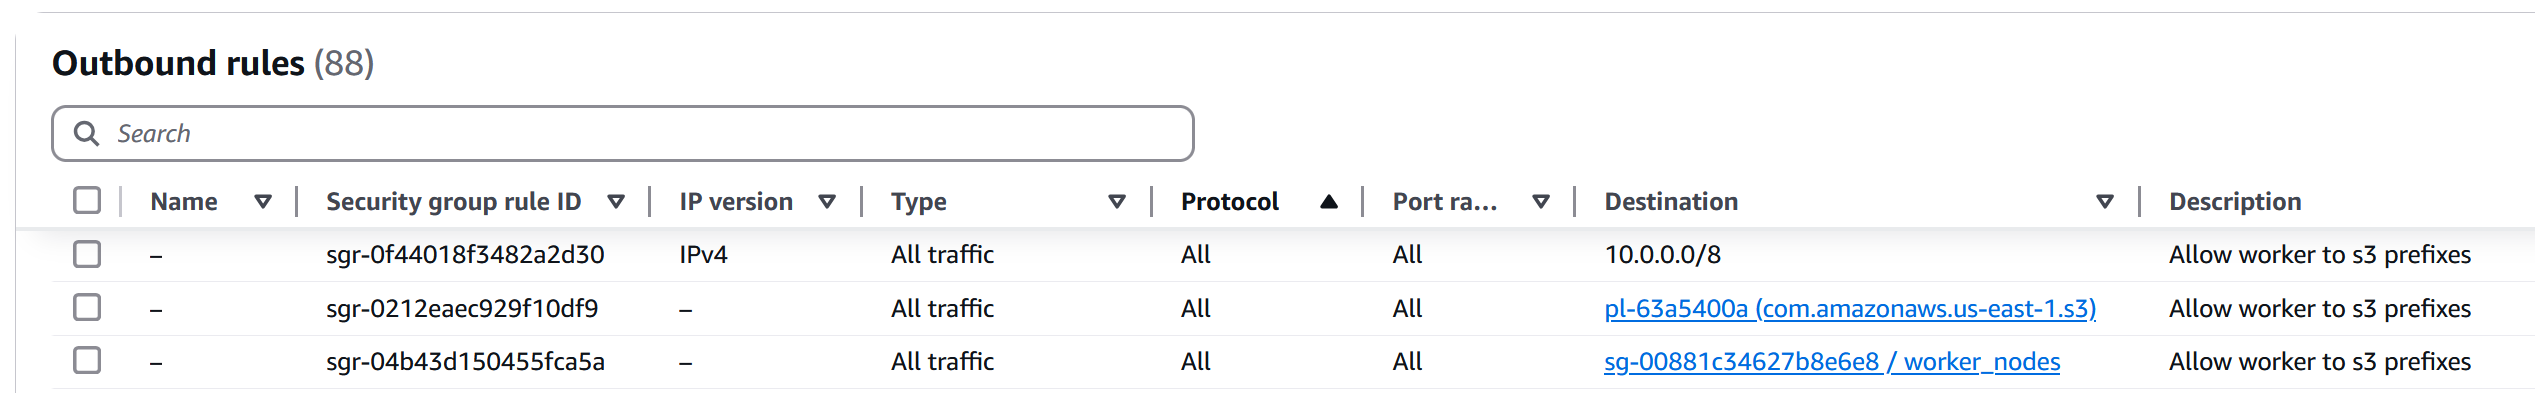 Outbound rules (88)
Search
Name Security group rule ID IP version Type Protocol Port ra... Destination Description
– sgr-0f44018f3482a2d30 IPv4 All traffic All All 10.0.0.0/8 Allow worker to s3 prefixes
– sgr-0212eaec929f10df9 – All traffic All All pl-63a5400a (com.amazonaws.us-east-1.s3) Allow worker to s3 prefixes
– sgr-04b43d150455fca5a – All traffic All All sg-00881c34627b8e6e8 / worker_nodes Allow worker to s3 prefixes